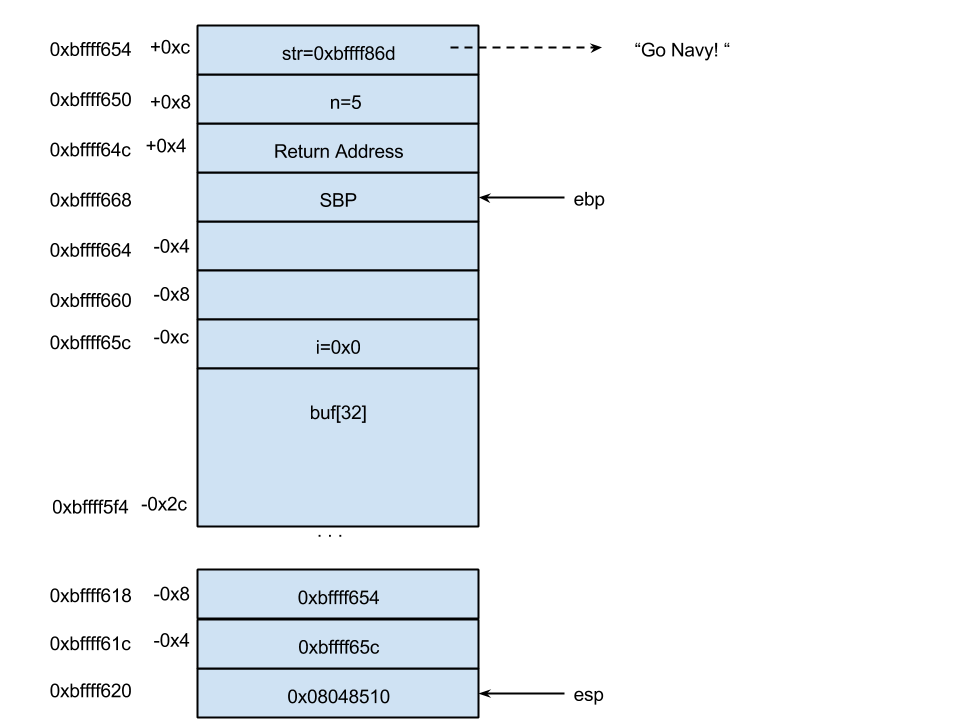 0xbffff654 +0xc str=0xbffff86d “Go Navy! “
0xbffff650 +0x8 n=5
0xbffff64c +0x4 Return Address
0xbffff668 SBP ebp
0xbffff664 -0x4
0xbffff660 -0x8
0xbffff65c -0xc i=0x0
buf[32]
0xbffff5f4 -0x2c
. . .
0xbffff618 -0x8 0xbffff654
0xbffff61c -0x4 0xbffff65c
0xbffff620 0x08048510 esp